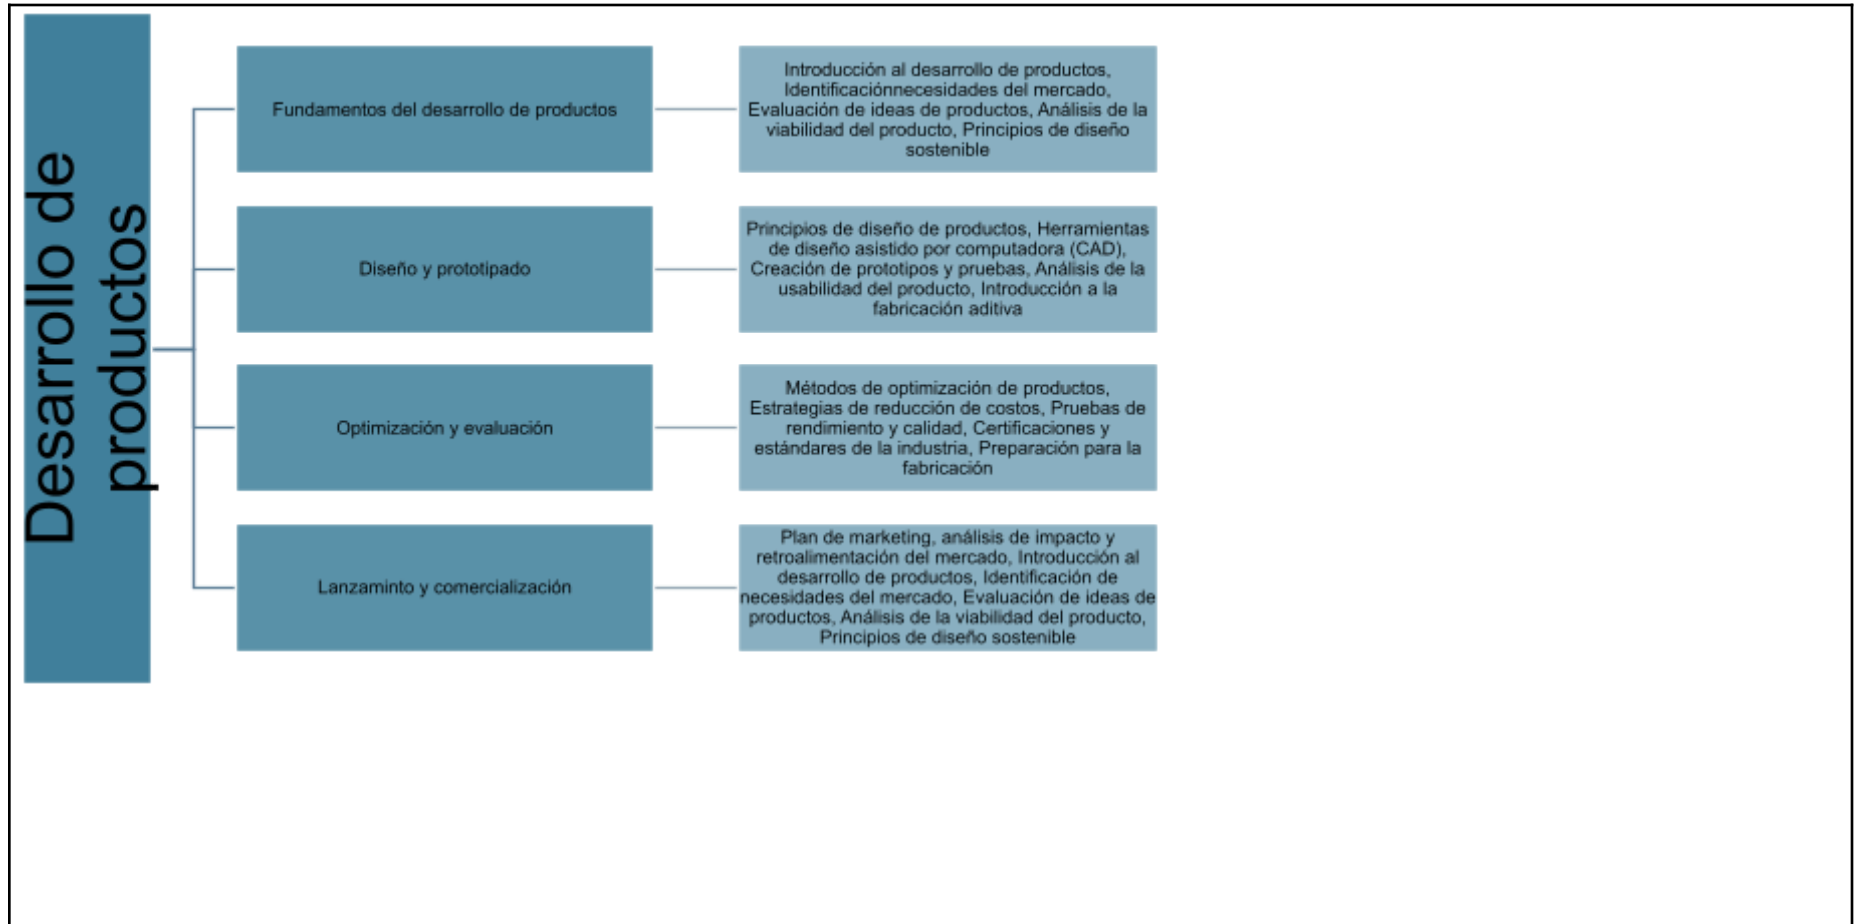 Desarrollo de
productos
Fundamentos del desarrollo de productos
Introducción al desarrollo de productos,
Identificaciónnecesidades del mercado,
Evaluación de ideas de productos, Análisis de la
viabilidad del producto, Principios de diseño
sostenible
Diseño y prototipado
Principios de diseño de productos, Herramientas
de diseño asistido por computadora (CAD),
Creación de prototipos y pruebas, Análisis de la
usabilidad del producto, Introducción a la
fabricación aditiva
Optimización y evaluación
Métodos de optimización de productos,
Estrategias de reducción de costos, Pruebas de
rendimiento y calidad, Certificaciones y
estándares de la industria, Preparación para la
fabricación
Lanzaminto y comercialización
Plan de marketing, análisis de impacto y
retroalimentación del mercado, Introducción al
desarrollo de productos, Identificación de
necesidades del mercado, Evaluación de ideas de
productos, Análisis de la viabilidad del producto,
Principios de diseño sostenible